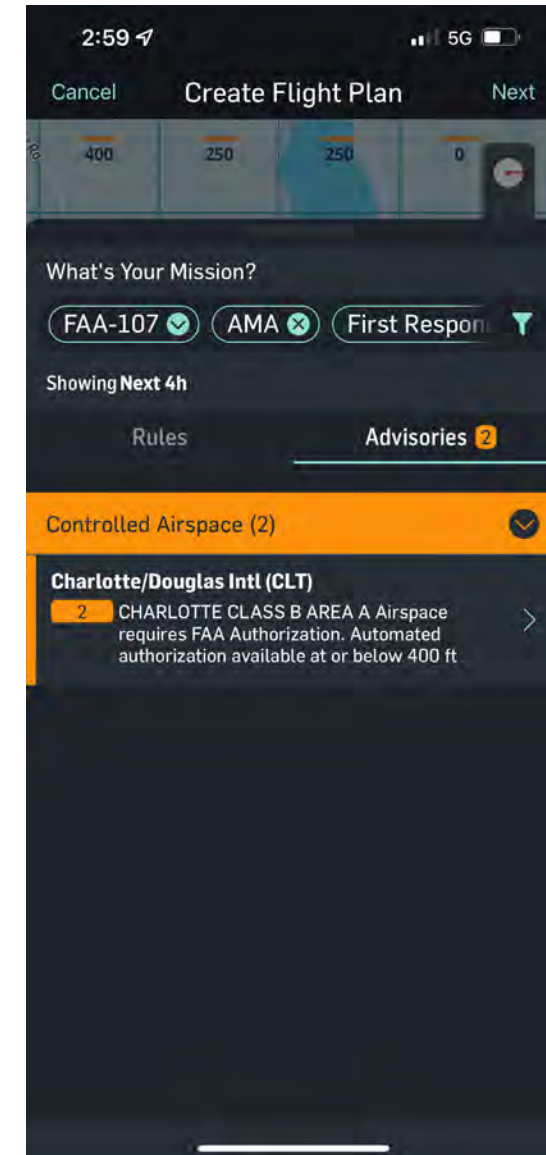 2:59
5G
Cancel Create Flight Plan Next
400 250 250 0
What's Your Mission?
FAA-107 AMA First Respon
Showing Next 4h
Rules Advisories 2
Controlled Airspace (2)
Charlotte/Douglas Intl (CLT)
2 CHARLOTTE CLASS B AREA A Airspace
requires FAA Authorization. Automated
authorization available at or below 400 ft